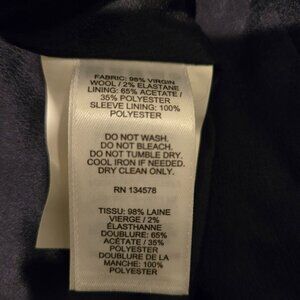 FABRIC: 98% VIRGIN
WOOL / 2% ELASTANE
LINING: 65% ACETATE /
35% POLYESTER
SLEEVE LINING: 100%
POLYESTER
DO NOT WASH.
DO NOT BLEACH.
DO NOT TUMBLE DRY.
COOL IRON IF NEEDED.
DRY CLEAN ONLY.
RN 134578
TISSU: 98% LAINE
VIERGE / 2%
ÉLASTHANNE
DOUBLURE: 65%
ACÉTATE / 35%
POLYESTER
DOUBLURE DE LA
MANCHE: 100%
POLYESTER